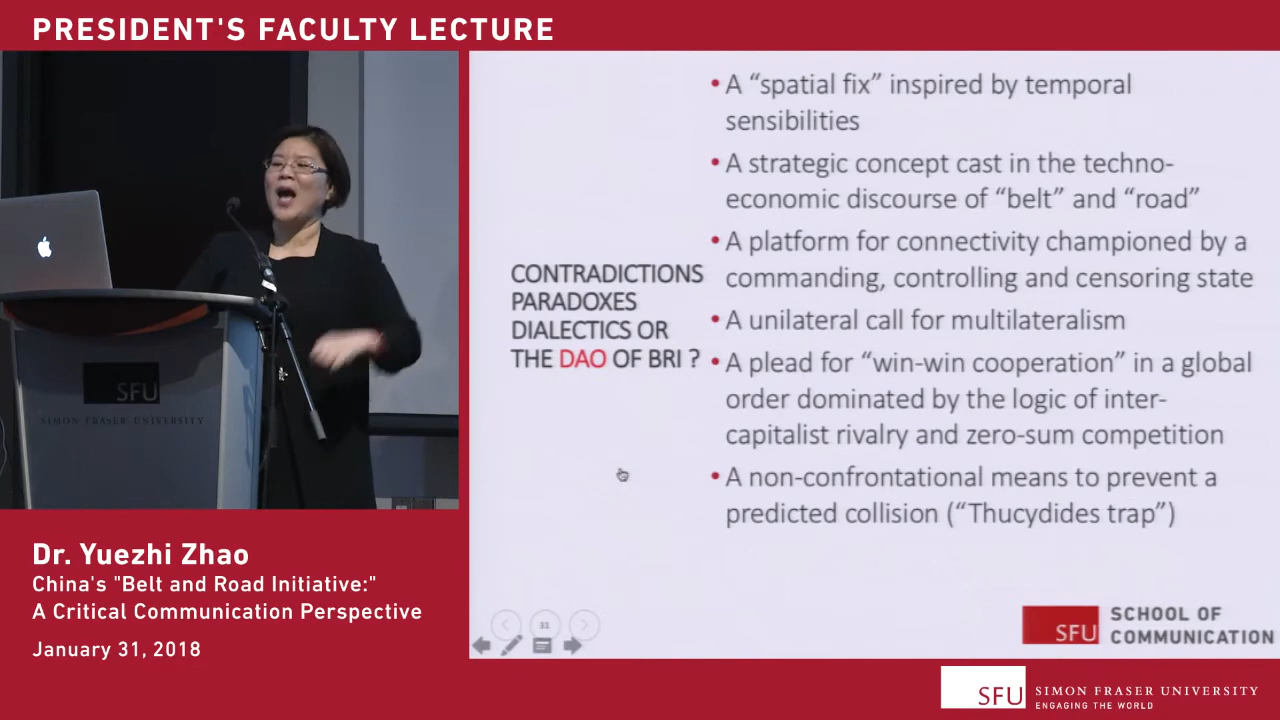 PRESIDENT'S FACULTY LECTURE
SFU
SIMON FRASER UNIVERSITY
Dr. Yuezhi Zhao
China's "Belt and Road Initiative:"
A Critical Communication Perspective
January 31, 2018
CONTRADICTIONS
PARADOXES
DIALECTICS OR
THE DAO OF BRI ?
• A “spatial fix” inspired by temporal
sensibilities
• A strategic concept cast in the techno-
economic discourse of “belt” and “road”
• A platform for connectivity championed by a
commanding, controlling and censoring state
• A unilateral call for multilateralism
• A plead for “win-win cooperation” in a global
order dominated by the logic of inter-
capitalist rivalry and zero-sum competition
• A non-confrontational means to prevent a
predicted collision (“Thucydides trap”)
31
SFU
SCHOOL OF
COMMUNICATION
SFU
SIMON FRASER UNIVERSITY
ENGAGING THE WORLD